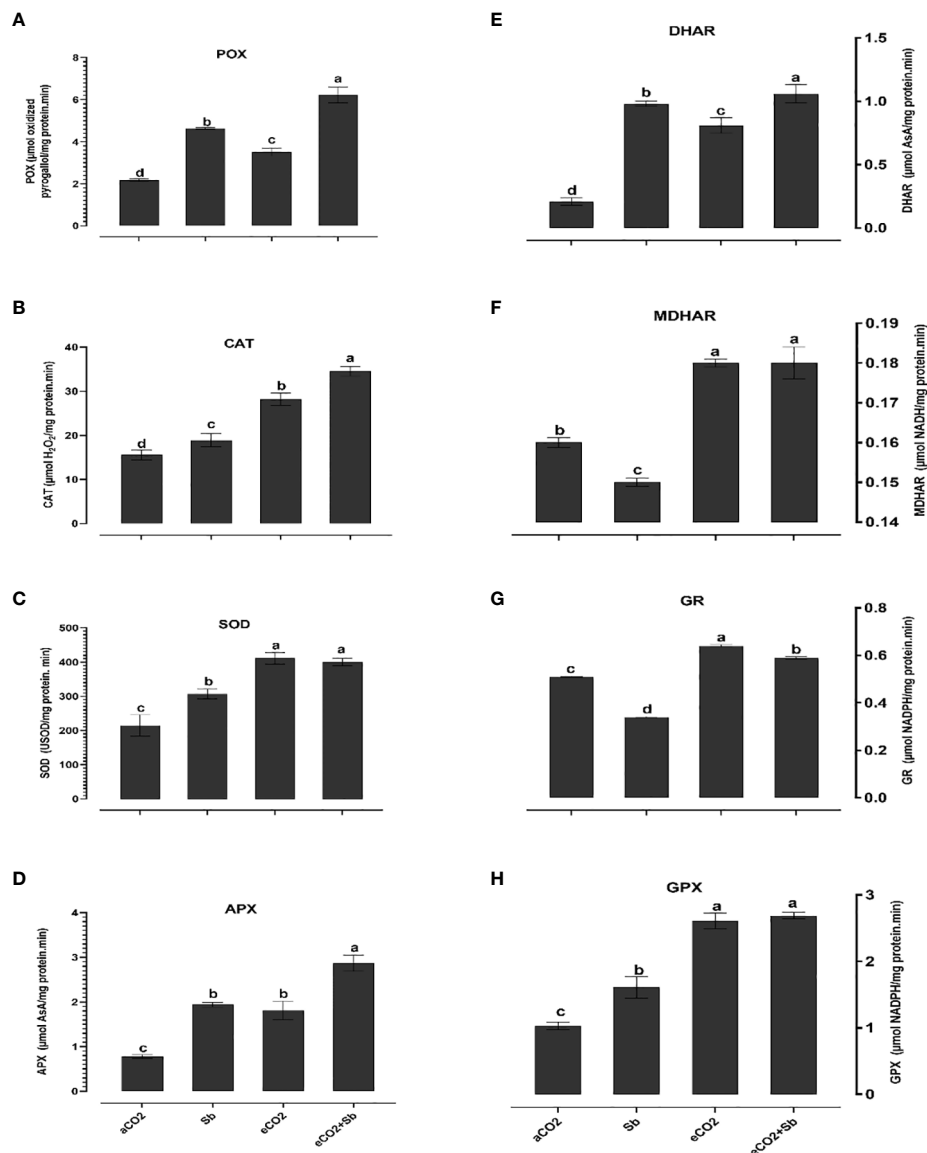 A
POX
POX (µmol oxidized
pyrogallol/mg protein.min)
8
6
4
2
0
d
b
c
a
B
CAT
CAT (µmol H₂O₂/mg protein.min)
40
30
20
10
0
d
c
b
a
C
SOD
SOD (USOD/mg protein. min)
500
400
300
200
100
0
c
b
a
a
D
APX
APX (µmol AsA/mg protein.min)
4
3
2
1
0
c
b
b
a
aCO2
Sb
eCO2
eCO2+Sb
E
DHAR
DHAR (µmol AsA/mg protein.min)
1.5
1.0
0.5
0.0
d
b
c
a
F
MDHAR
MDHAR (µmol NADH/mg protein.min)
0.19
0.18
0.17
0.16
0.15
0.14
b
c
a
a
G
GR
GR (µmol NADPH/mg protein.min)
0.8
0.6
0.4
0.2
0.0
c
d
a
b
H
GPX
GPX (µmol NADPH/mg protein.min)
3
2
1
0
c
b
a
a
aCO2
Sb
eCO2
eCO2+Sb